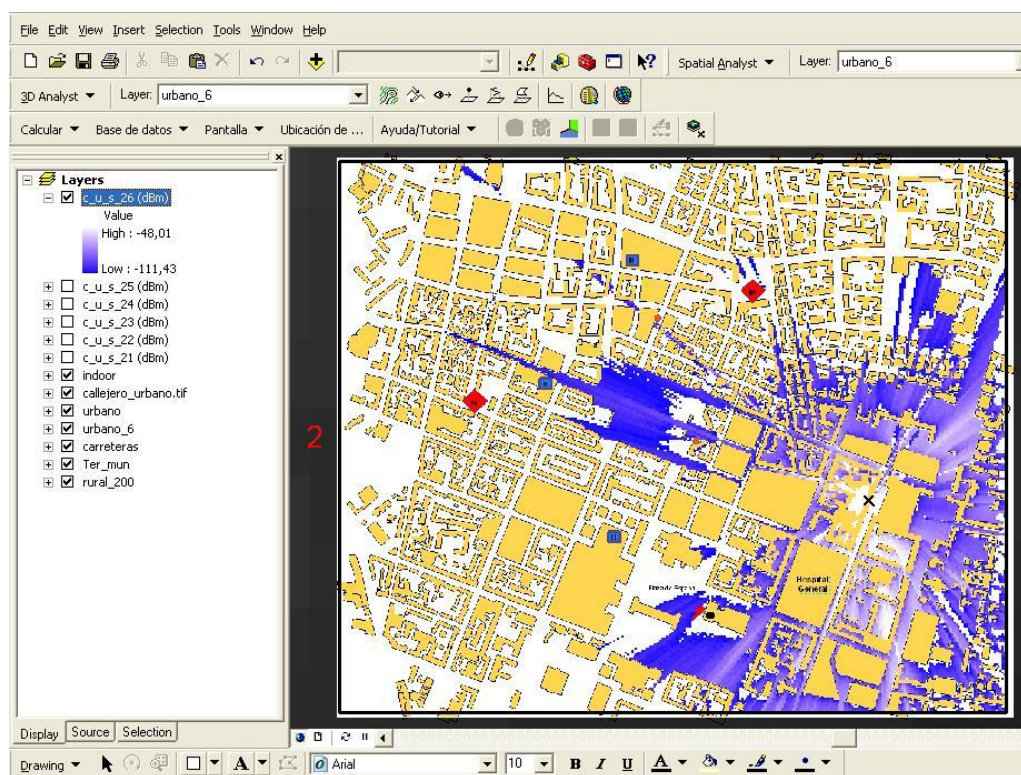 File Edit View Insert Selection Tools Window Help
Spatial Analyst Layer: urbano_6
3D Analyst Layer: urbano_6
Calcular Base de datos Pantalla Ubicación de ... Ayuda/Tutorial
Layers
c_u_s_26 (dBm)
Value
High : -48,01
Low : -111,43
c_u_s_25 (dBm)
c_u_s_24 (dBm)
c_u_s_23 (dBm)
c_u_s_22 (dBm)
c_u_s_21 (dBm)
indoor
callejero_urbano.tif
urbano
urbano_6
carreteras
Ter_mun
rural_200
2
Hospital
General
Display Source Selection
Drawing A Arial 10 B I U A